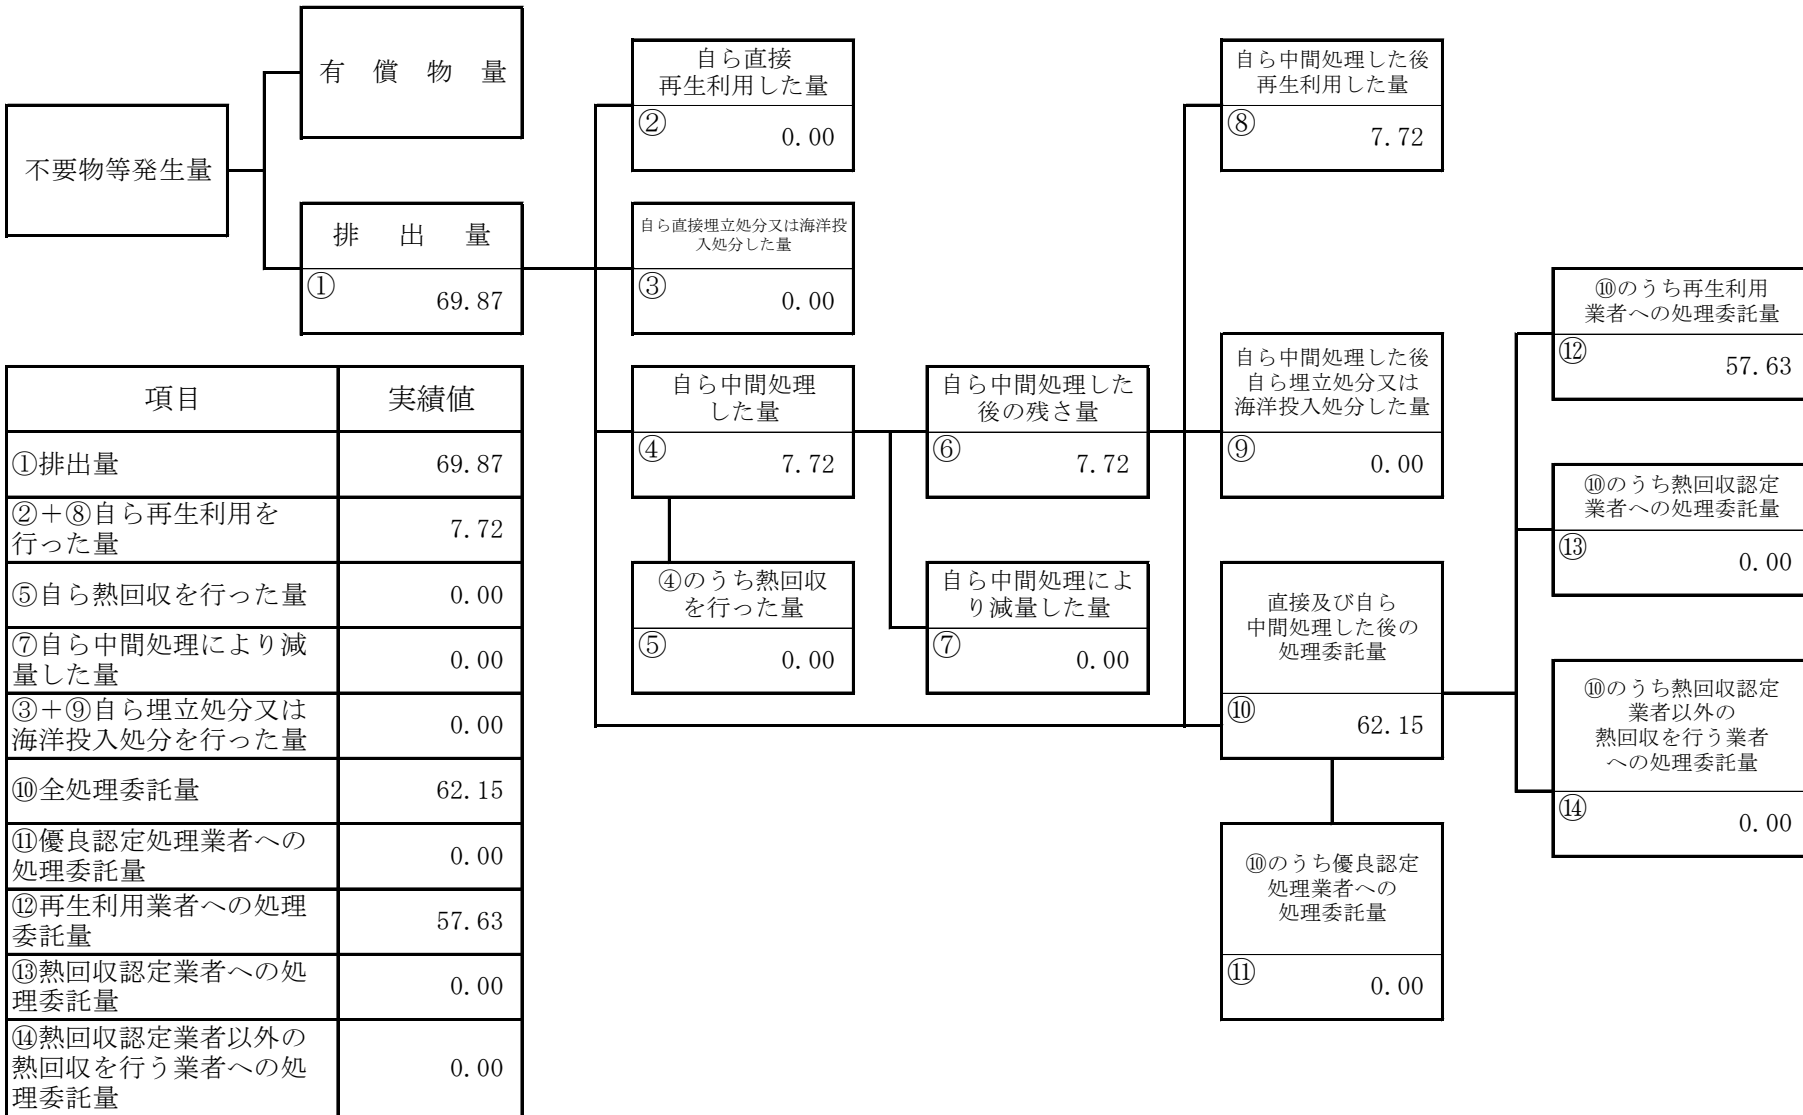 有 償 物 量
不要物等発生量
排 出 量
①
69.87
自ら直接
再生利用した量
②
0.00
自ら直接埋立処分又は海洋投
入処分した量
③
0.00
自ら中間処理
した量
④
7.72
④のうち熱回収
を行った量
⑤
0.00
自ら中間処理した
後の残さ量
⑥
7.72
自ら中間処理によ
り減量した量
⑦
0.00
自ら中間処理した後
再生利用した量
⑧
7.72
自ら中間処理した後
自ら埋立処分又は
海洋投入処分した量
⑨
0.00
直接及び自ら
中間処理した後の
処理委託量
⑩
62.15
⑩のうち優良認定
処理業者への
処理委託量
⑪
0.00
⑩のうち再生利用
業者への処理委託量
⑫
57.63
⑩のうち熱回収認定
業者への処理委託量
⑬
0.00
⑩のうち熱回収認定
業者以外の
熱回収を行う業者
への処理委託量
⑭
0.00
項目 実績値
①排出量 69.87
②＋⑧自ら再生利用を
行った量 7.72
⑤自ら熱回収を行った量 0.00
⑦自ら中間処理により減
量した量 0.00
③＋⑨自ら埋立処分又は
海洋投入処分を行った量 0.00
⑩全処理委託量 62.15
⑪優良認定処理業者への
処理委託量 0.00
⑫再生利用業者への処理
委託量 57.63
⑬熱回収認定業者への処
理委託量 0.00
⑭熱回収認定業者以外の
熱回収を行う業者への処
理委託量 0.00